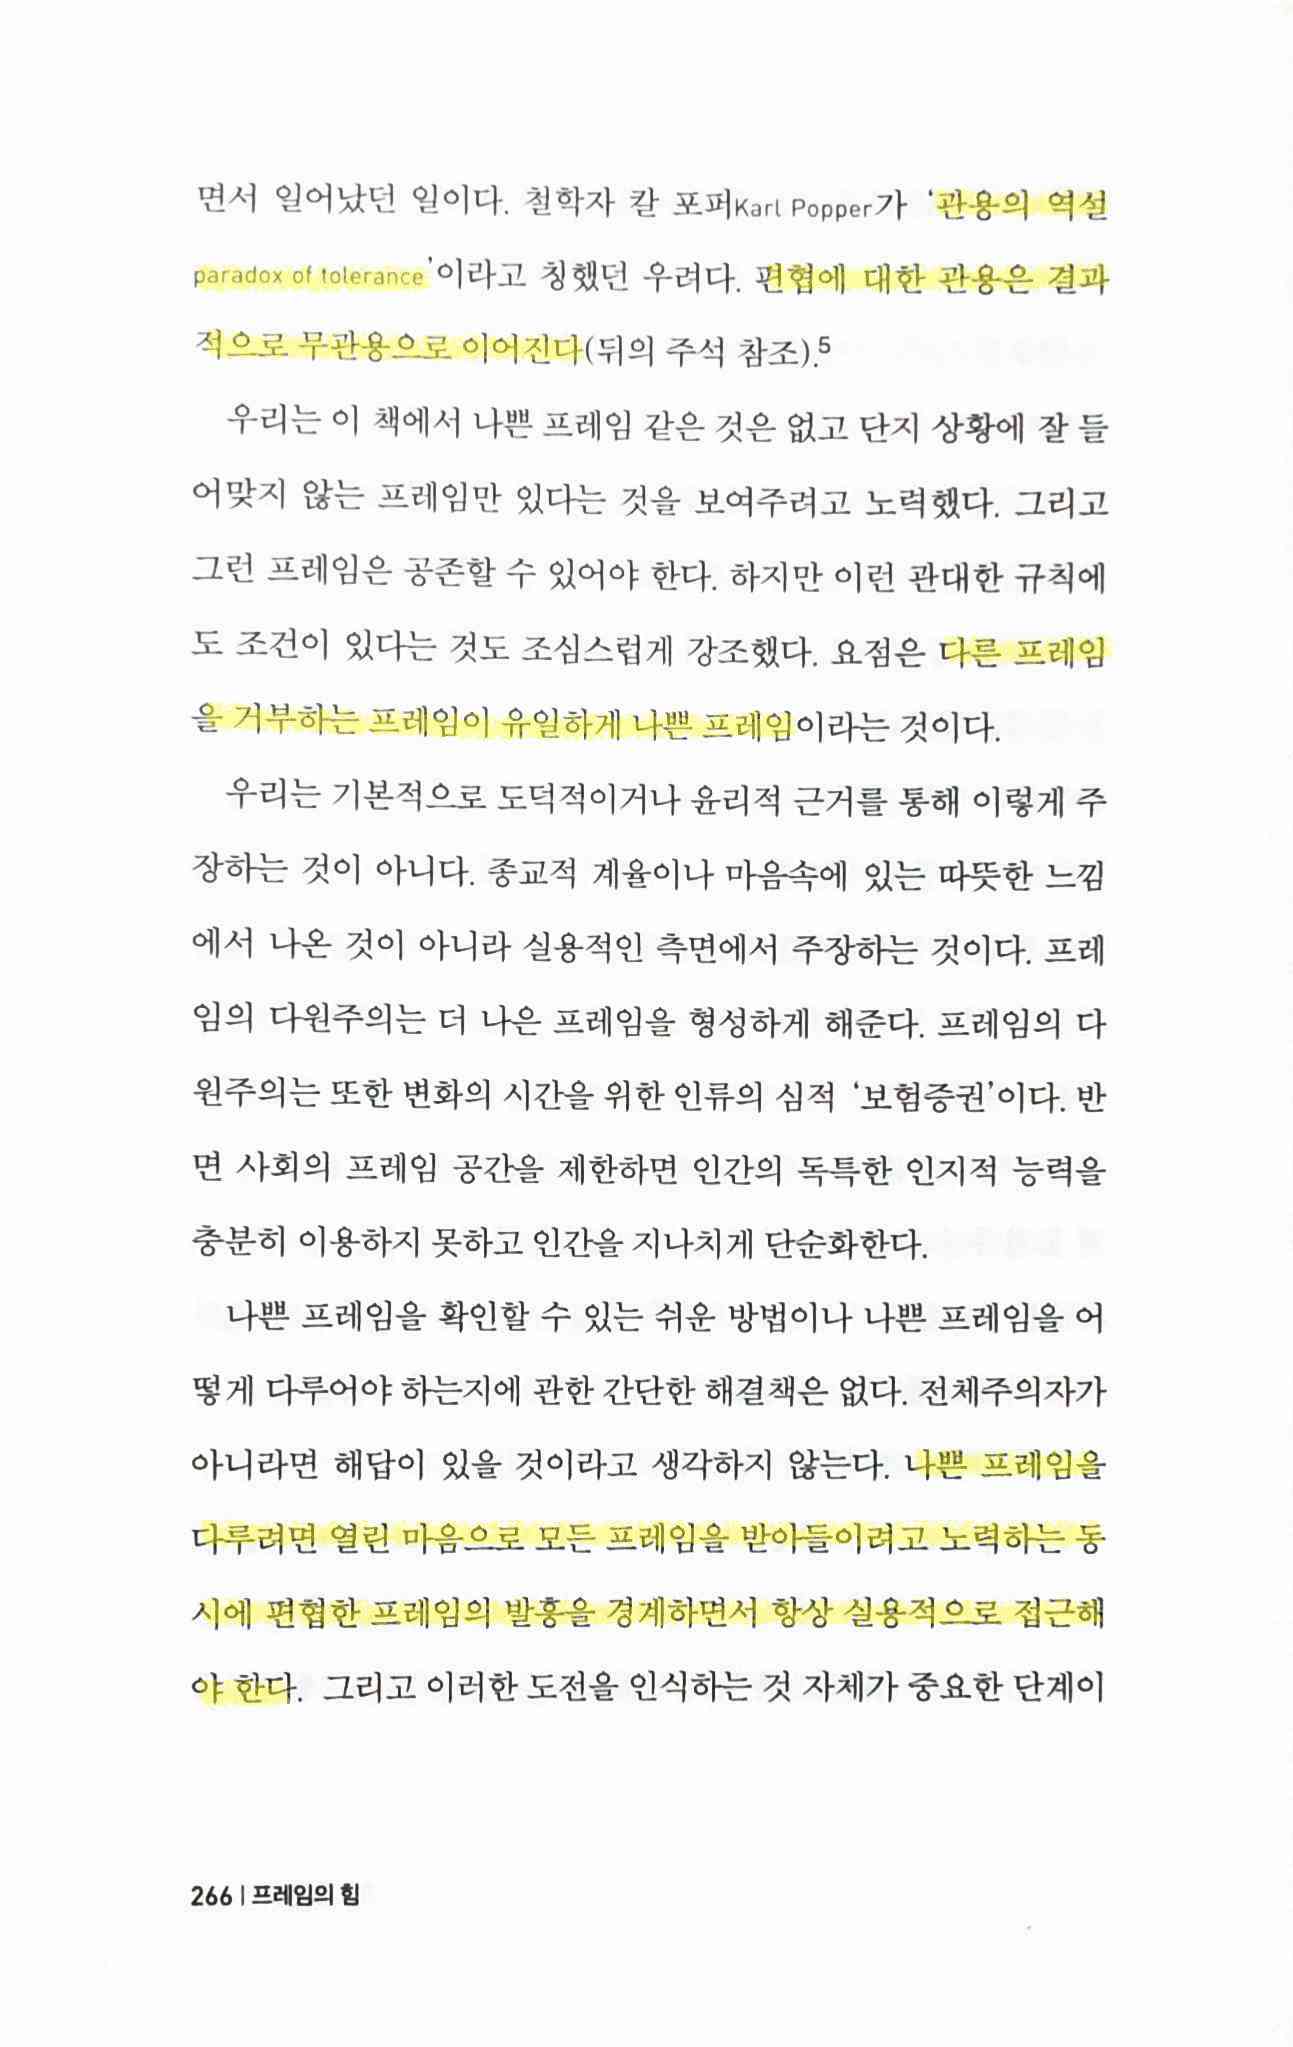 면서 일어났던 일이다. 철학자 칼 포퍼Karl Popper가 ‘관용의 역설
paradox of tolerance’이라고 칭했던 우려다. 편협에 대한 관용은 결과
적으로 무관용으로 이어진다(뒤의 주석 참조).5
우리는 이 책에서 나쁜 프레임 같은 것은 없고 단지 상황에 잘 들
어맞지 않는 프레임만 있다는 것을 보여주려고 노력했다. 그리고
그런 프레임은 공존할 수 있어야 한다. 하지만 이런 관대한 규칙에
도 조건이 있다는 것도 조심스럽게 강조했다. 요점은 다른 프레임
을 거부하는 프레임이 유일하게 나쁜 프레임이라는 것이다.
우리는 기본적으로 도덕적이거나 윤리적 근거를 통해 이렇게 주
장하는 것이 아니다. 종교적 계율이나 마음속에 있는 따뜻한 느낌
에서 나온 것이 아니라 실용적인 측면에서 주장하는 것이다. 프레
임의 다원주의는 더 나은 프레임을 형성하게 해준다. 프레임의 다
원주의는 또한 변화의 시간을 위한 인류의 심적 ‘보험증권’이다. 반
면 사회의 프레임 공간을 제한하면 인간의 독특한 인지적 능력을
충분히 이용하지 못하고 인간을 지나치게 단순화한다.
나쁜 프레임을 확인할 수 있는 쉬운 방법이나 나쁜 프레임을 어
떻게 다루어야 하는지에 관한 간단한 해결책은 없다. 전체주의자가
아니라면 해답이 있을 것이라고 생각하지 않는다. 나쁜 프레임을
다루려면 열린 마음으로 모든 프레임을 받아들이려고 노력하는 동
시에 편협한 프레임의 발흥을 경계하면서 항상 실용적으로 접근해
야 한다. 그리고 이러한 도전을 인식하는 것 자체가 중요한 단계이
266 | 프레임의 힘